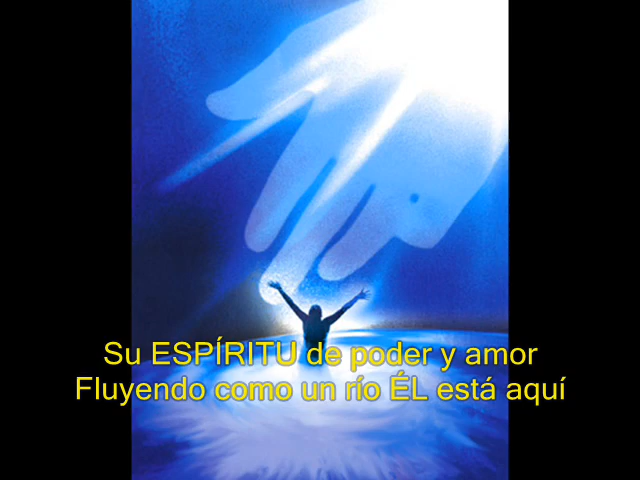 Su ESPÍRITU de poder y amor
Fluyendo como un río ÉL está aquí